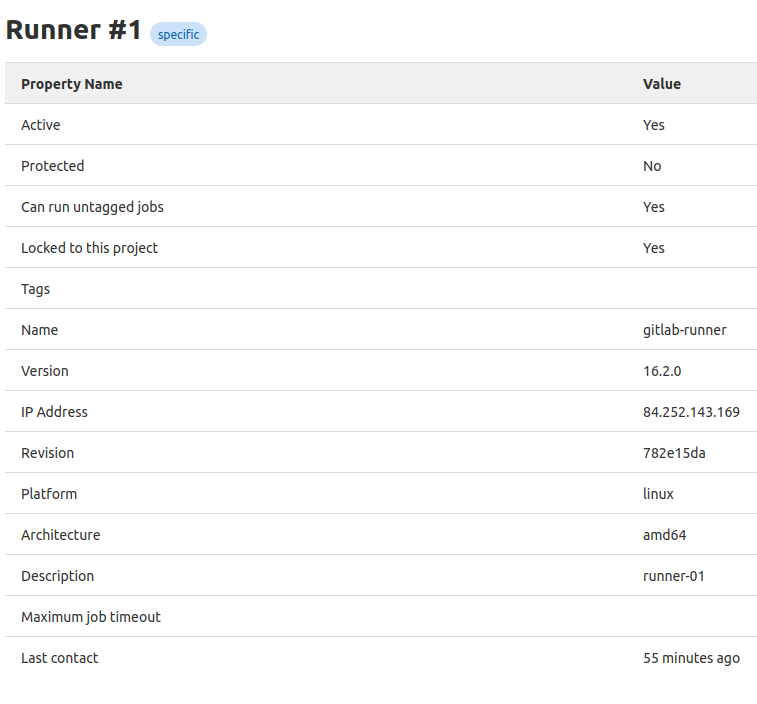 Runner #1 specific
Property Name Value
Active Yes
Protected No
Can run untagged jobs Yes
Locked to this project Yes
Tags
Name gitlab-runner
Version 16.2.0
IP Address 84.252.143.169
Revision 782e15da
Platform linux
Architecture amd64
Description runner-01
Maximum job timeout
Last contact 55 minutes ago